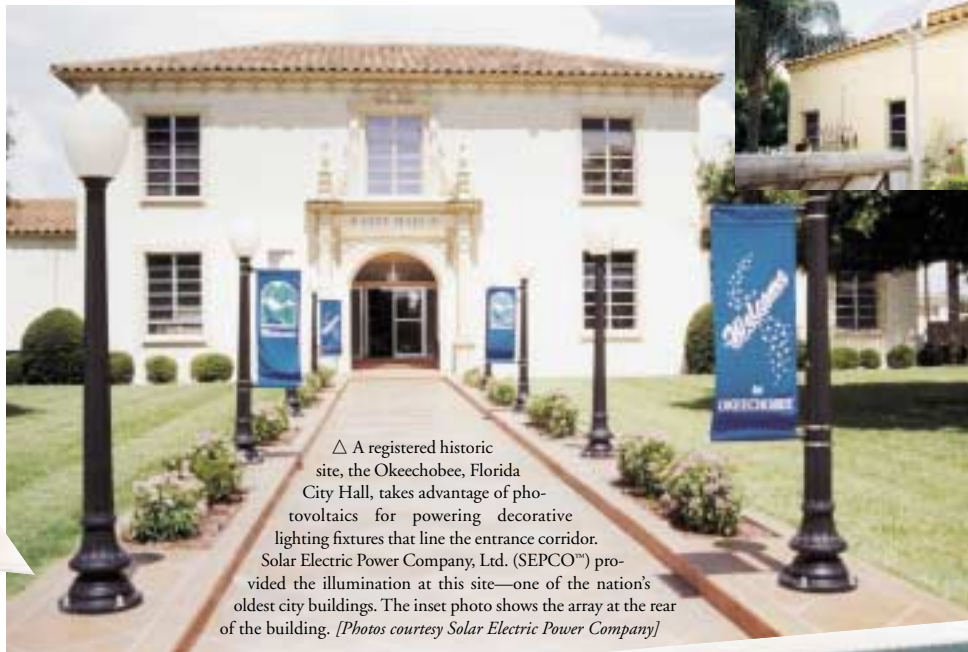 CITY HALL
Welcome
to
OKEECHOBEE
△ A registered historic
site, the Okeechobee, Florida
City Hall, takes advantage of pho-
tovoltaics for powering decorative
lighting fixtures that line the entrance corridor.
Solar Electric Power Company, Ltd. (SEPCO™) pro-
vided the illumination at this site—one of the nation's
oldest city buildings. The inset photo shows the array at the rear
of the building. [Photos courtesy Solar Electric Power Company]